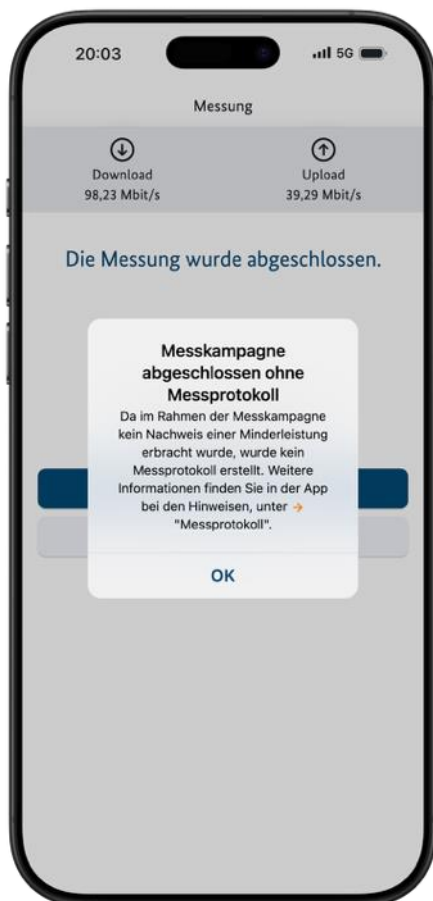 20:03
5G
Messung
Download
98,23 Mbit/s
Upload
39,29 Mbit/s
Die Messung wurde abgeschlossen.
Messkampagne
abgeschlossen ohne
Messprotokoll
Da im Rahmen der Messkampagne
kein Nachweis einer Minderleistung
erbracht wurde, wurde kein
Messprotokoll erstellt. Weitere
Informationen finden Sie in der App
bei den Hinweisen, unter →
"Messprotokoll".
OK